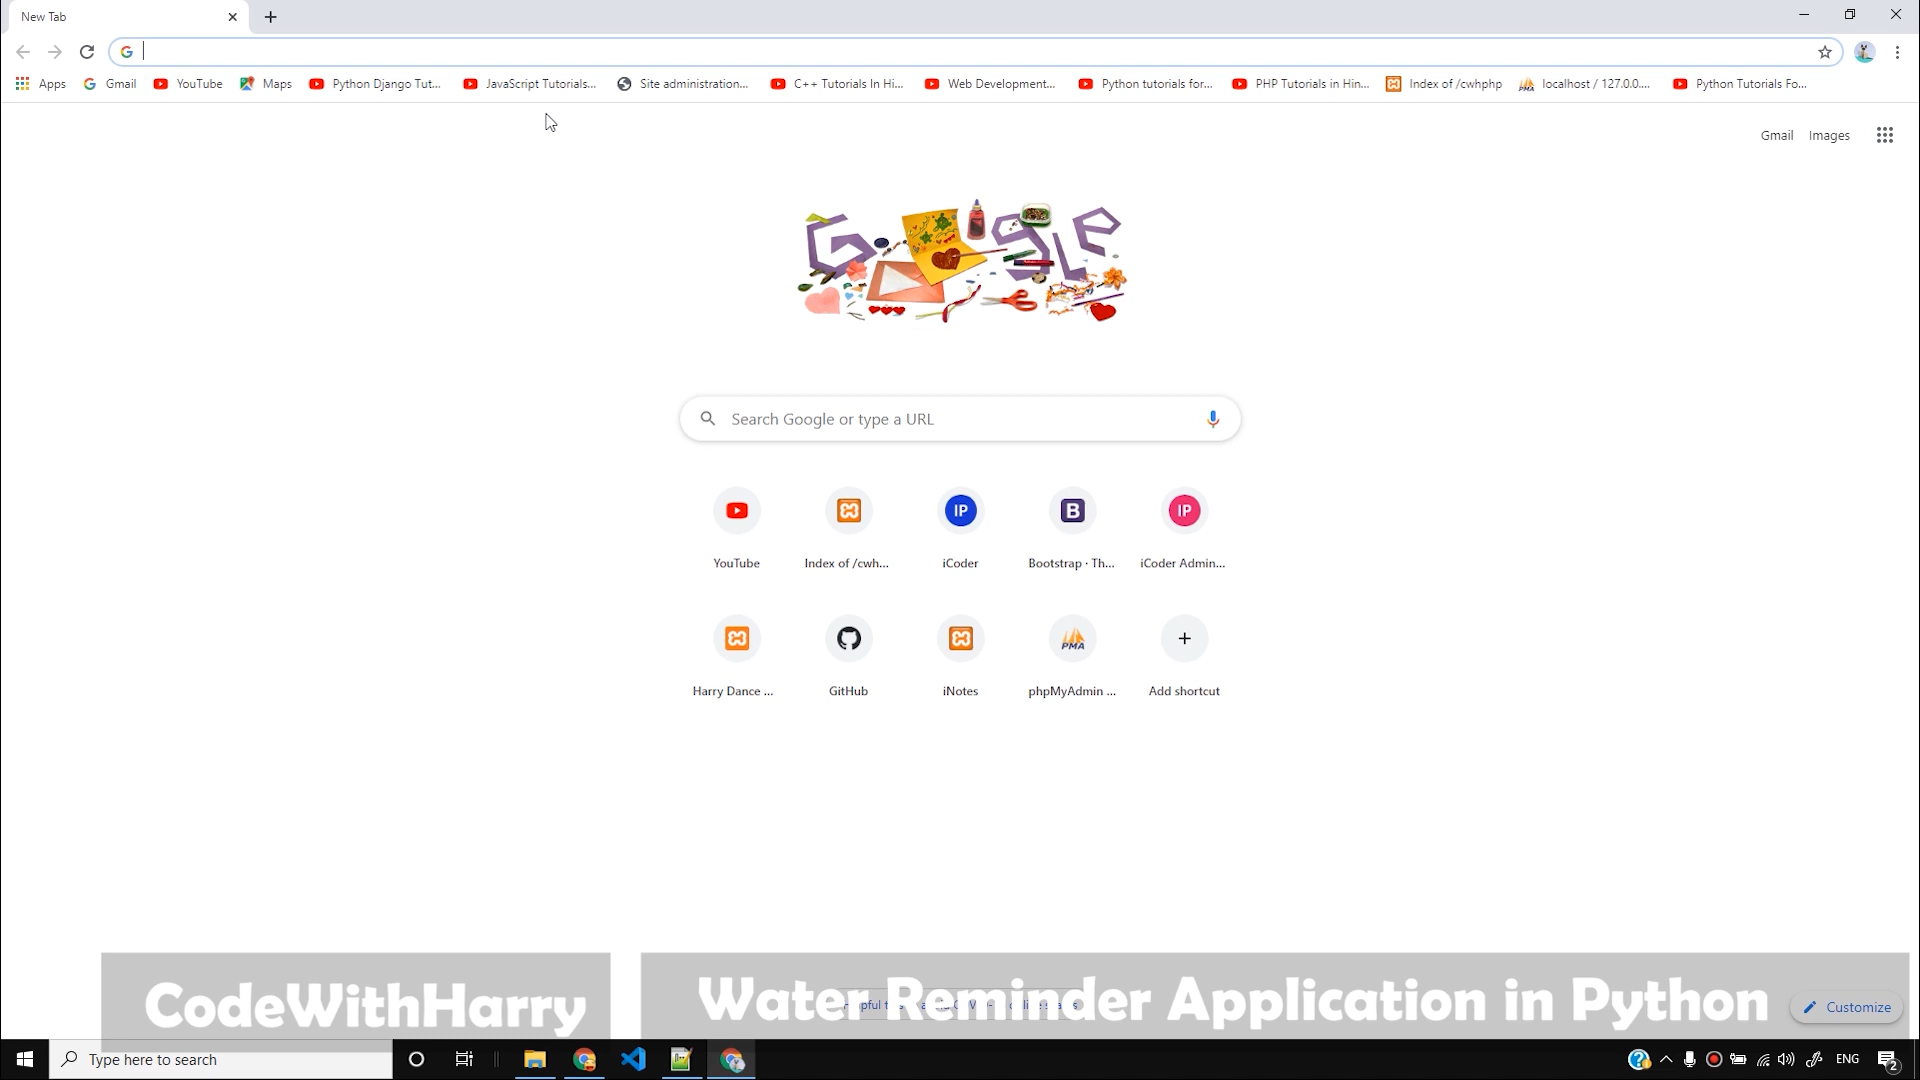 New Tab
Apps Gmail YouTube Maps Python Django Tut... JavaScript Tutorials... Site administration... C++ Tutorials In Hi... Web Development... Python tutorials for... PHP Tutorials in Hin... Index of /cwhphp localhost / 127.0.0.... Python Tutorials Fo...
Gmail Images
Search Google or type a URL
YouTube Index of /cwh... iCoder Bootstrap · Th... iCoder Admin...
Harry Dance ... GitHub iNotes phpMyAdmin ... Add shortcut
CodeWithHarry Water Reminder Application in Python
Customize
Type here to search
ENG
2